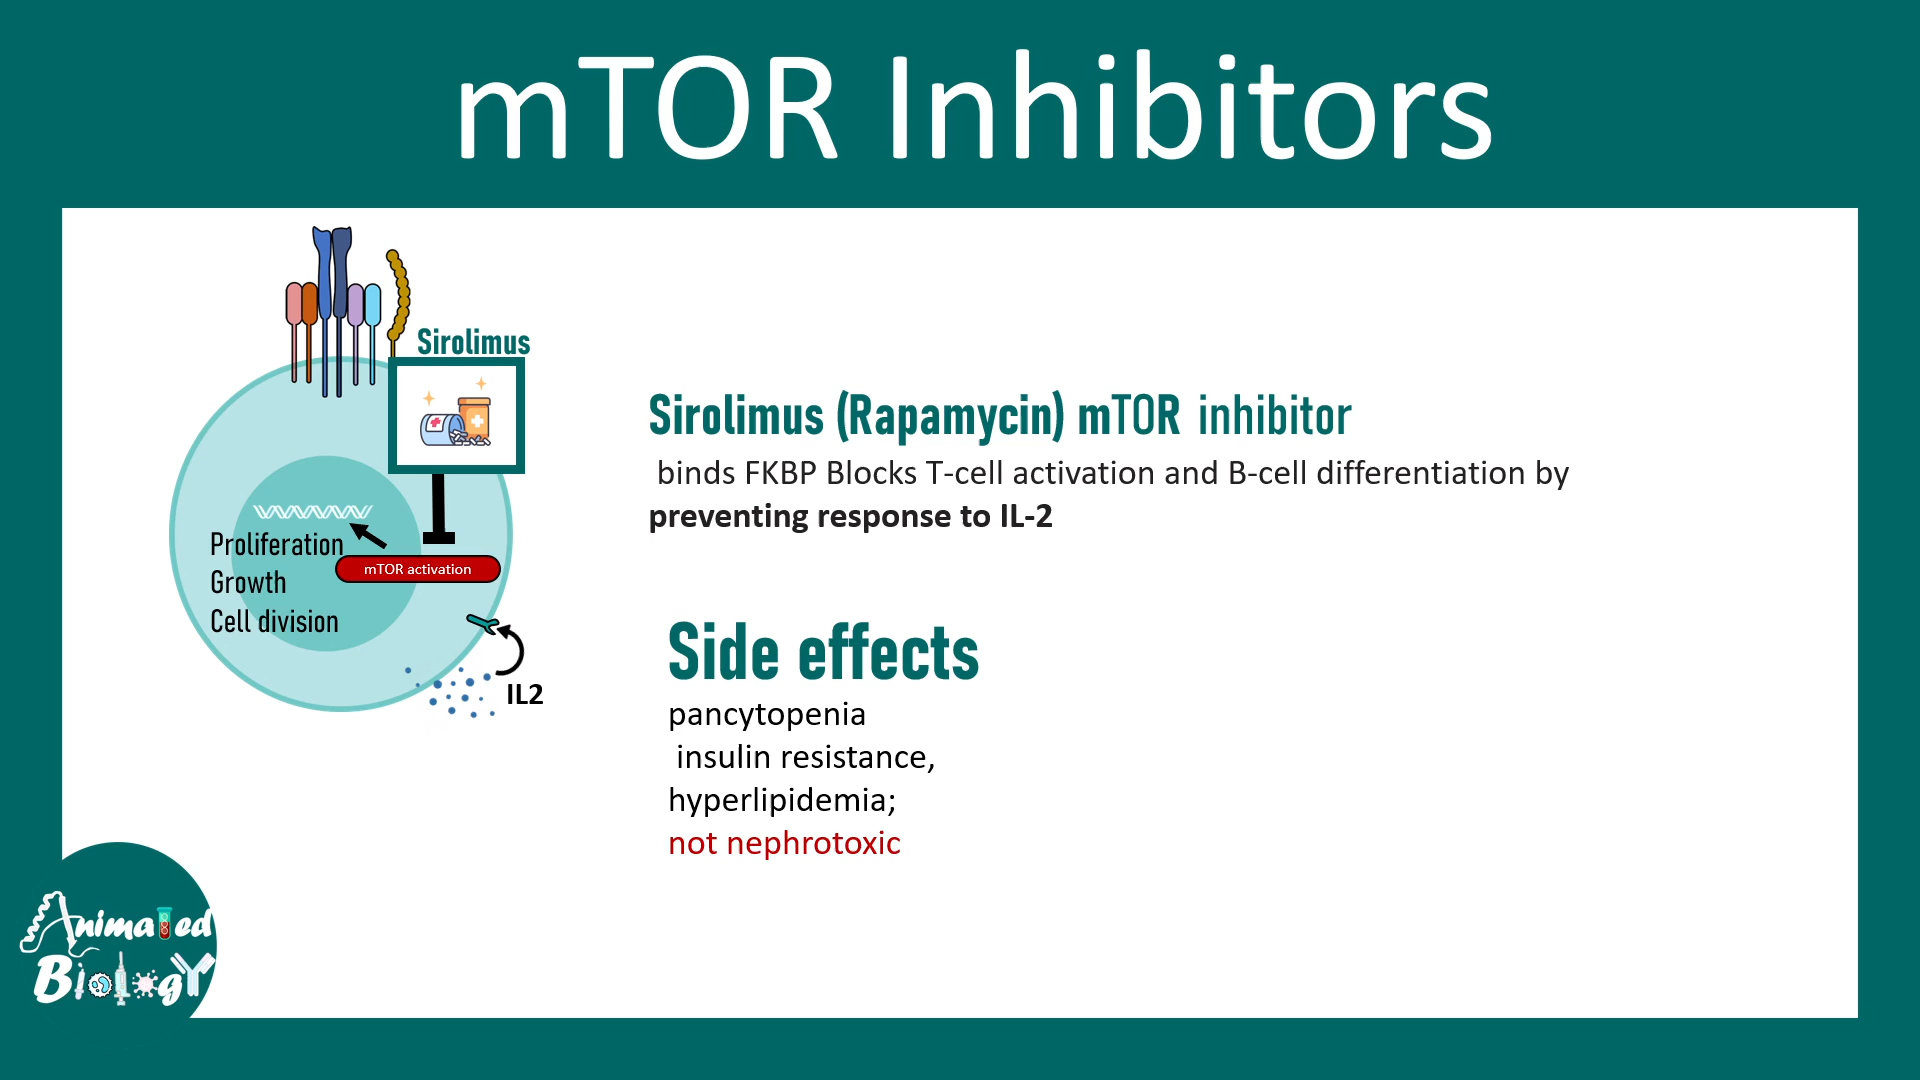 mTOR Inhibitors
Sirolimus
Proliferation
Growth
Cell division
mTOR activation
IL2
Sirolimus (Rapamycin) mTOR inhibitor
binds FKBP Blocks T-cell activation and B-cell differentiation by
preventing response to IL-2
Side effects
pancytopenia
insulin resistance,
hyperlipidemia;
not nephrotoxic
Animated
Biology